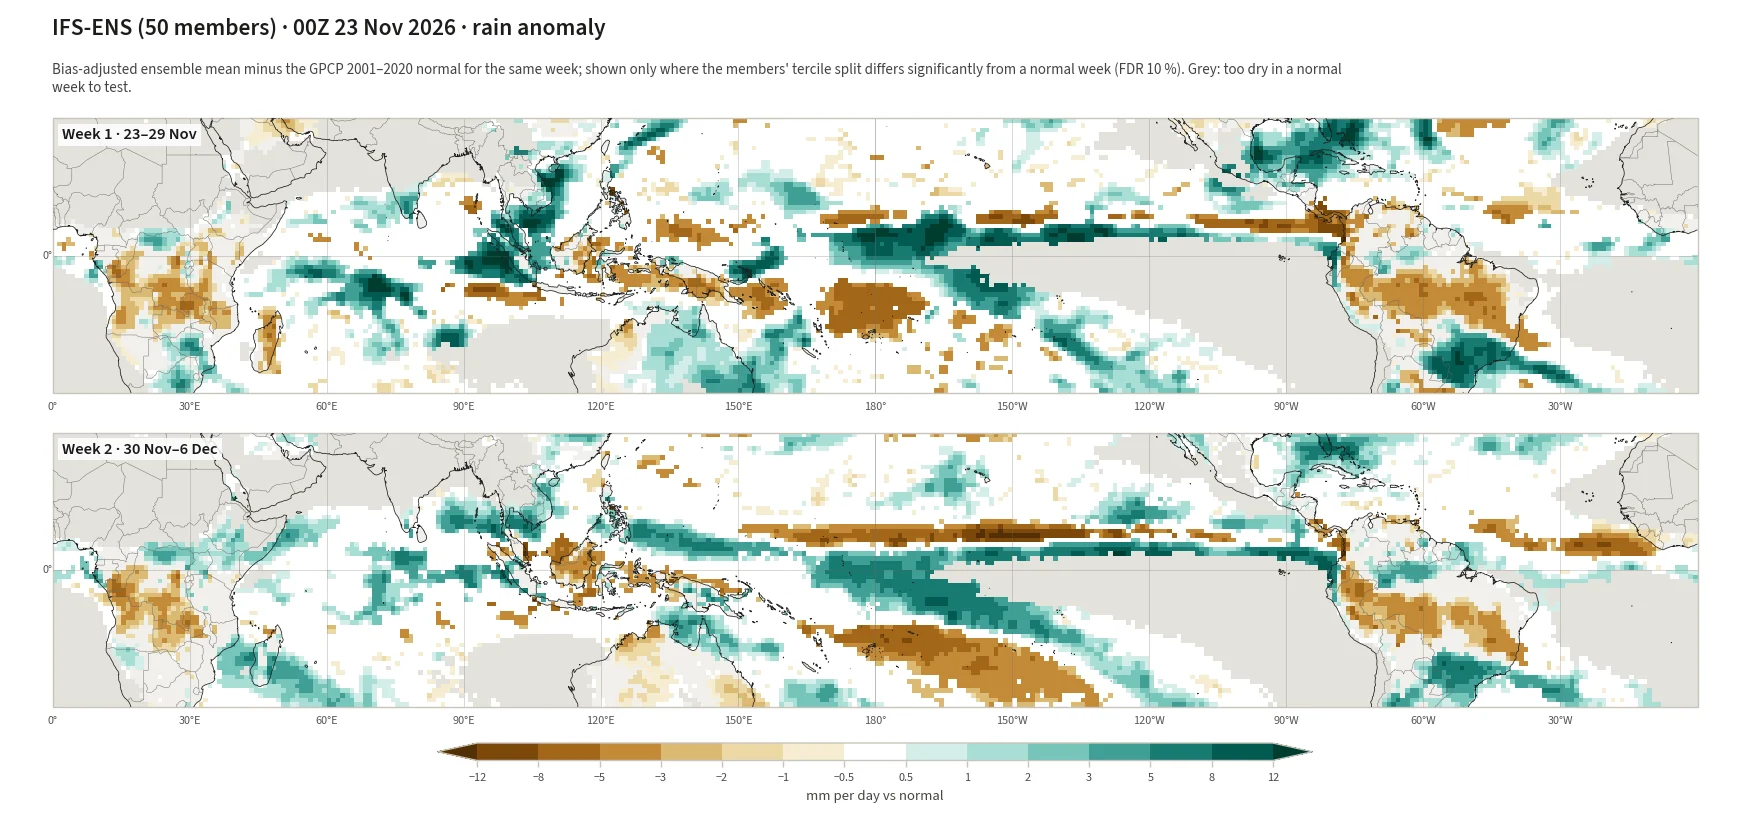 IFS-ENS (50 members) · 00Z 23 Nov 2026 · rain anomaly
Bias-adjusted ensemble mean minus the GPCP 2001–2020 normal for the same week; shown only where the members' tercile split differs significantly from a normal week (FDR 10 %). Grey: too dry in a normal
week to test.
Week 1 · 23–29 Nov
0°
0° 30°E 60°E 90°E 120°E 150°E 180° 150°W 120°W 90°W 60°W 30°W
Week 2 · 30 Nov–6 Dec
0°
0° 30°E 60°E 90°E 120°E 150°E 180° 150°W 120°W 90°W 60°W 30°W
−12 −8 −5 −3 −2 −1 −0.5 0.5 1 2 3 5 8 12
mm per day vs normal